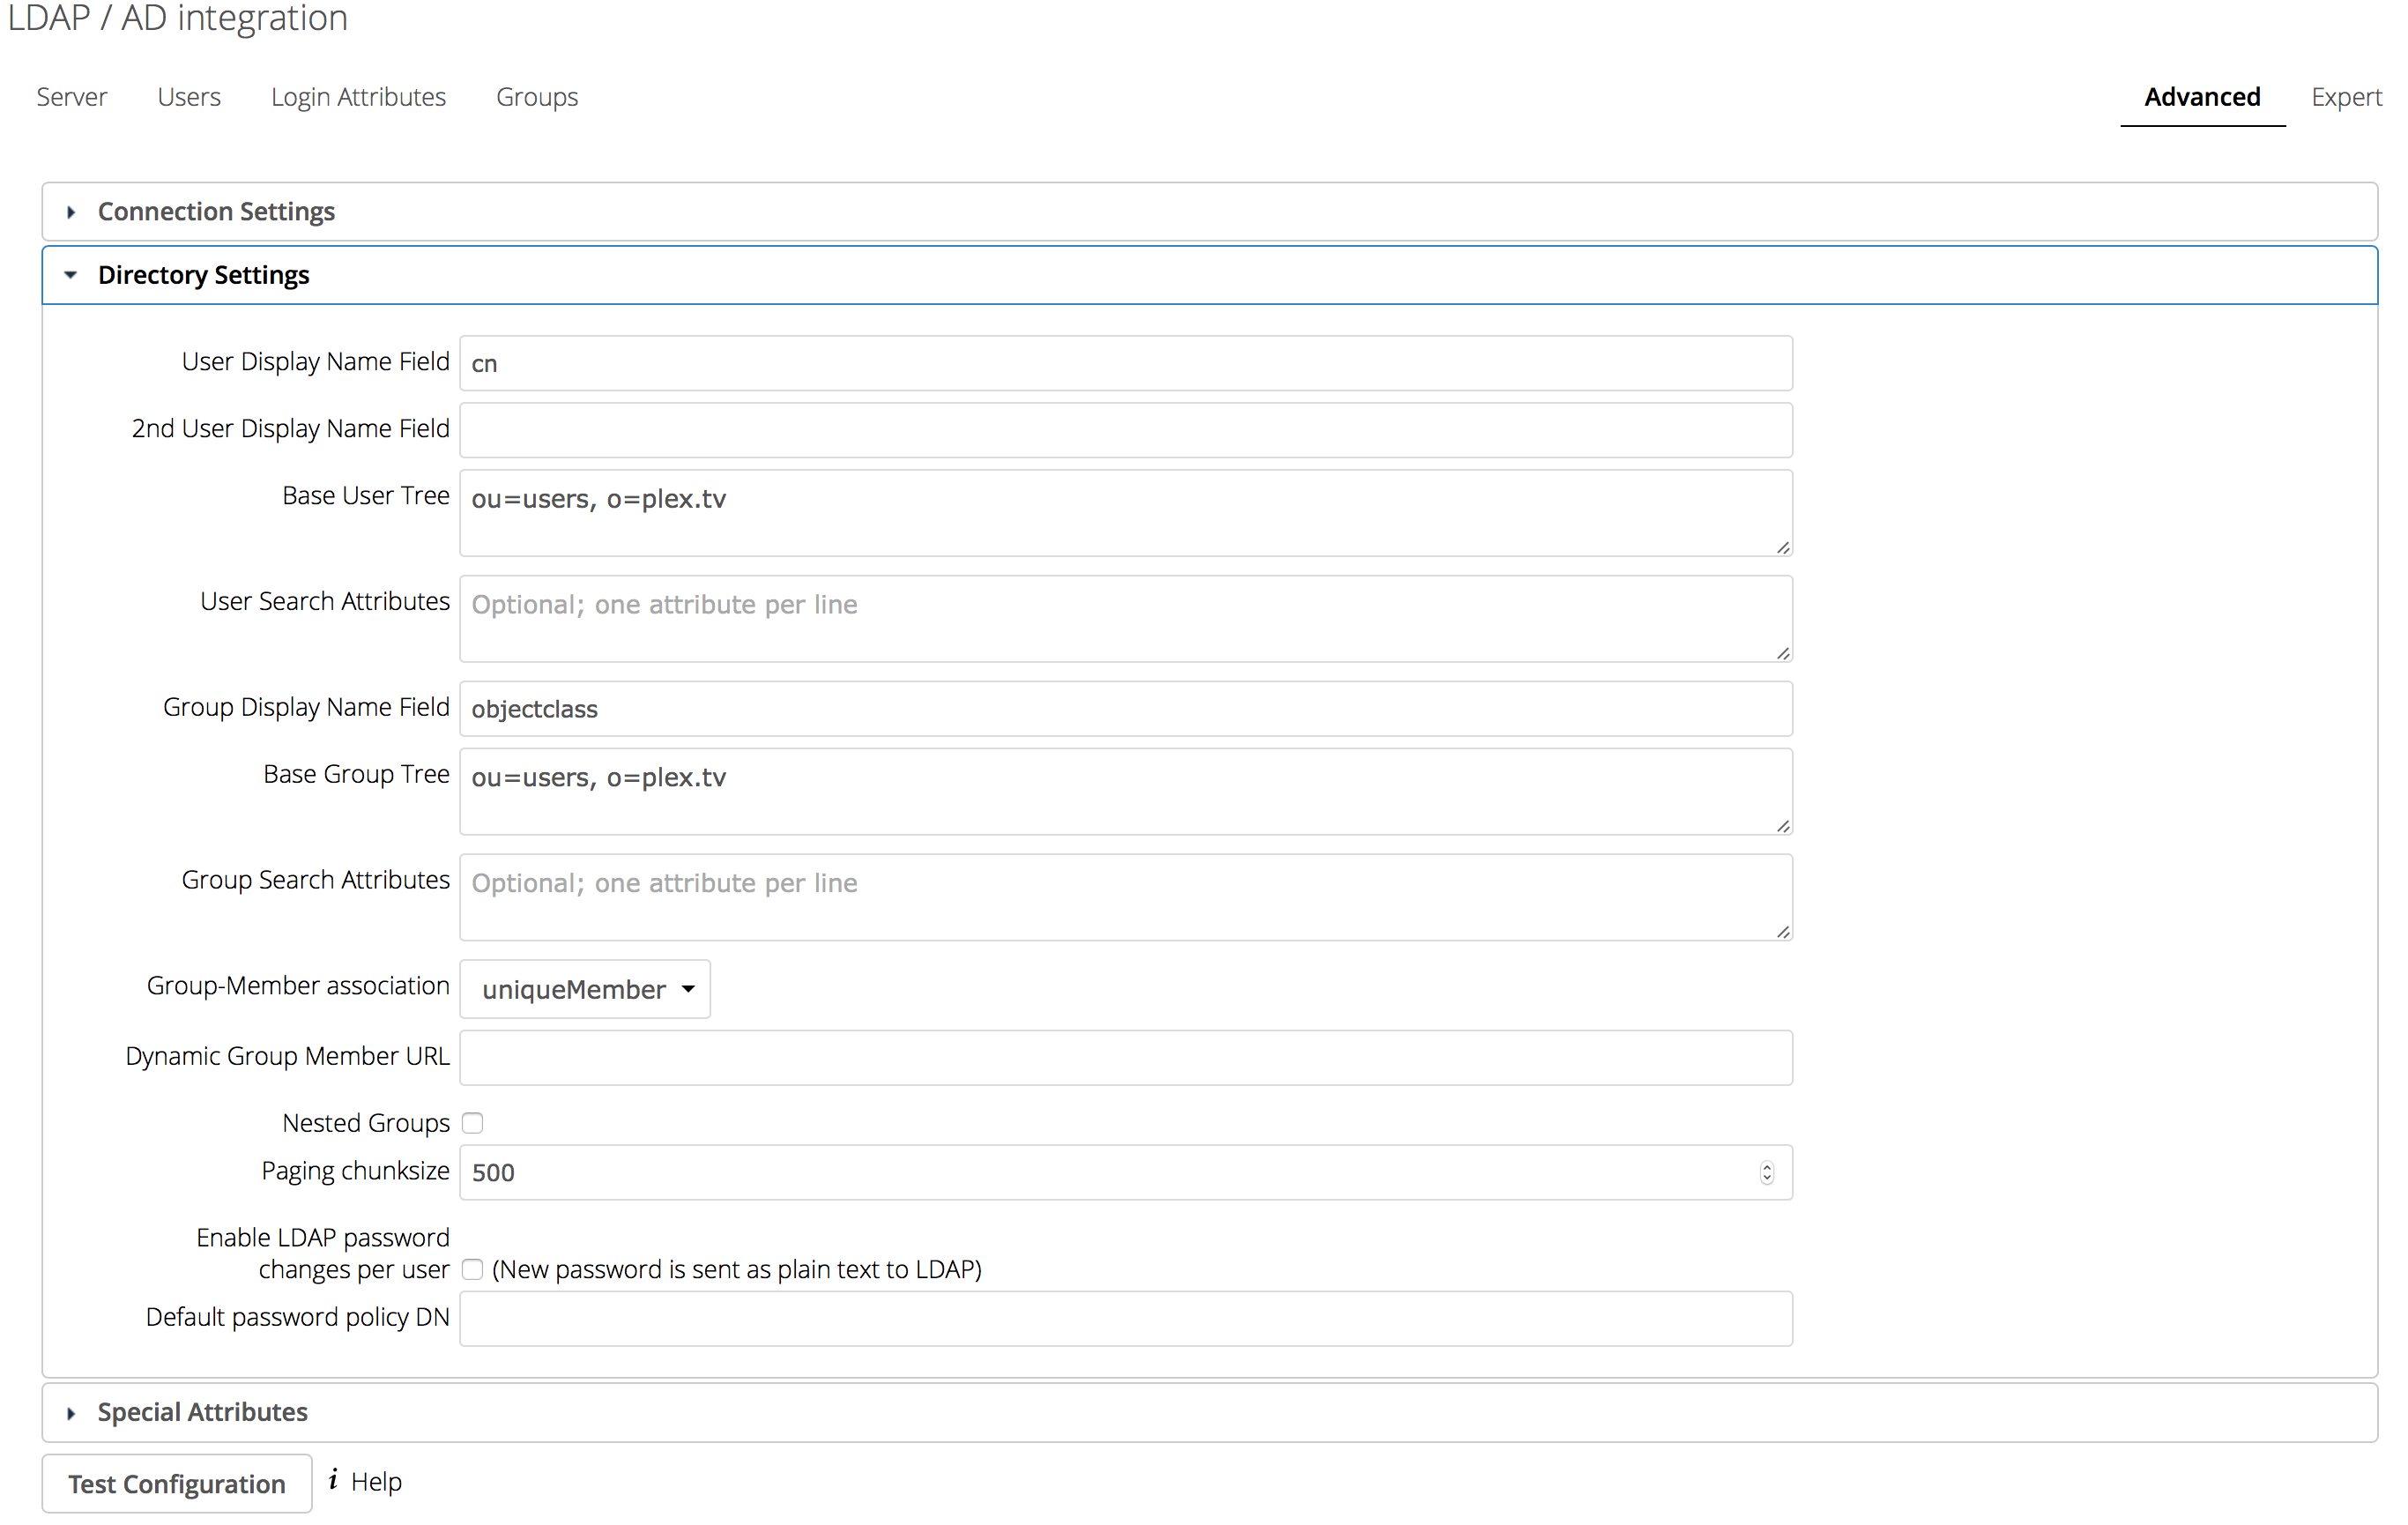 LDAP / AD integration
Server Users Login Attributes Groups Advanced Expert
Connection Settings
Directory Settings
User Display Name Field cn
2nd User Display Name Field
Base User Tree ou=users, o=plex.tv
User Search Attributes Optional; one attribute per line
Group Display Name Field objectclass
Base Group Tree ou=users, o=plex.tv
Group Search Attributes Optional; one attribute per line
Group-Member association uniqueMember
Dynamic Group Member URL
Nested Groups
Paging chunksize 500
Enable LDAP password
changes per user (New password is sent as plain text to LDAP)
Default password policy DN
Special Attributes
Test Configuration i Help